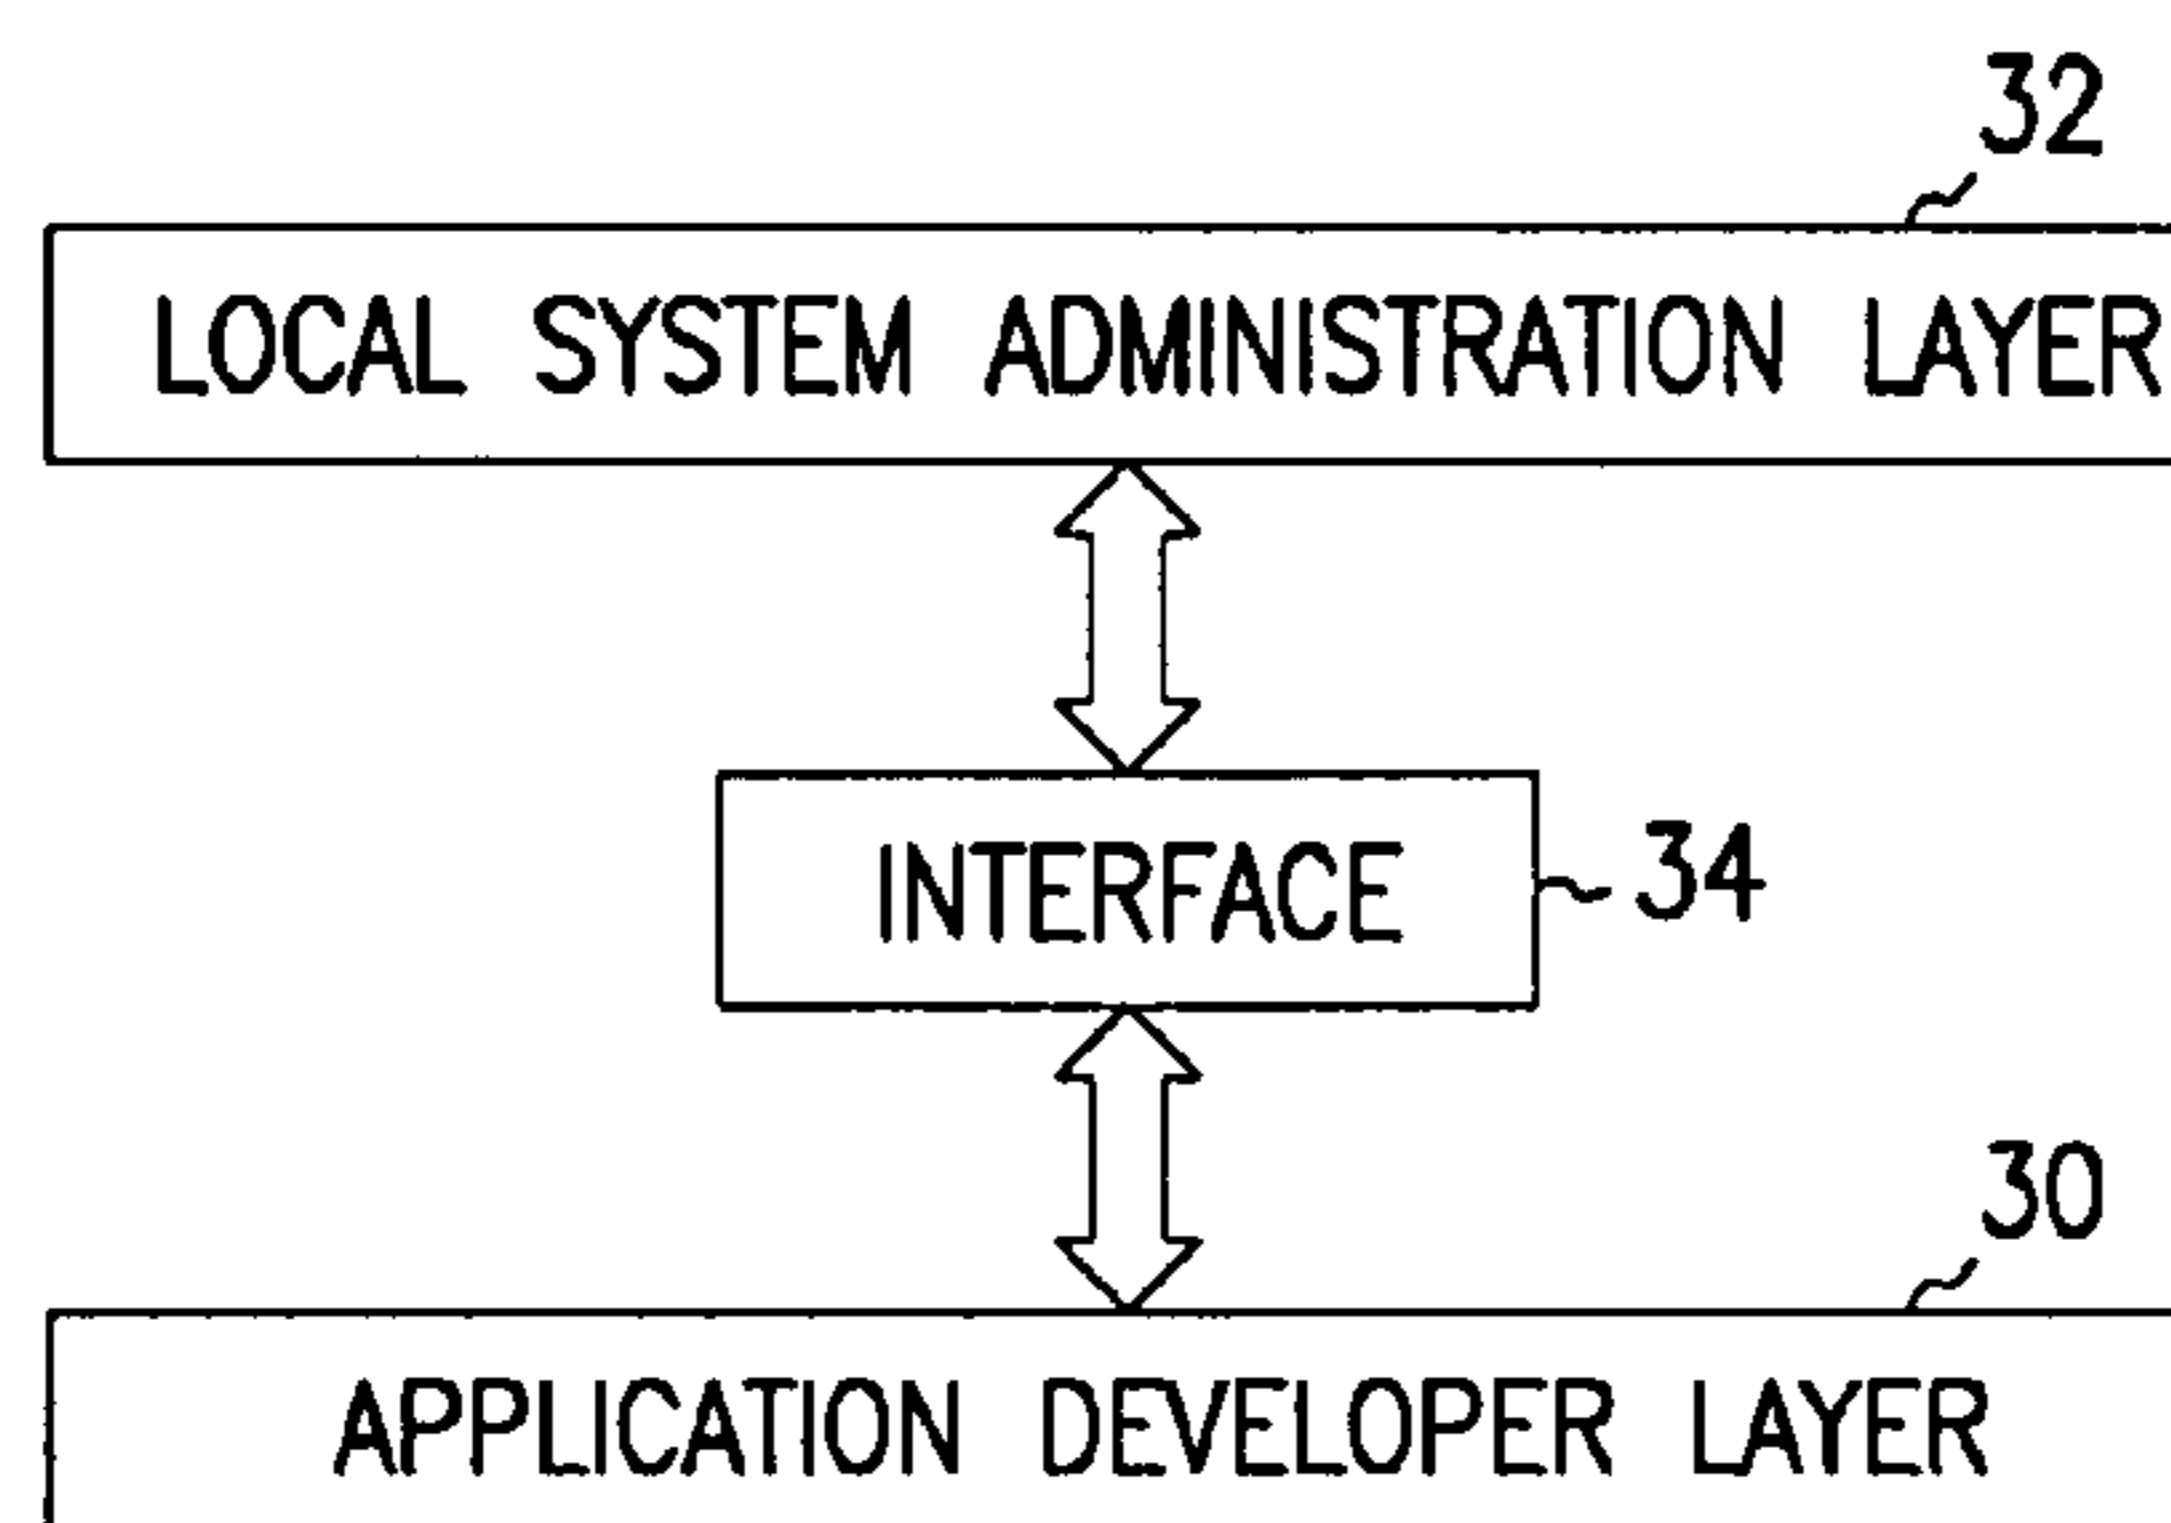 32
LOCAL SYSTEM ADMINISTRATION LAYER
INTERFACE
34
30
APPLICATION DEVELOPER LAYER